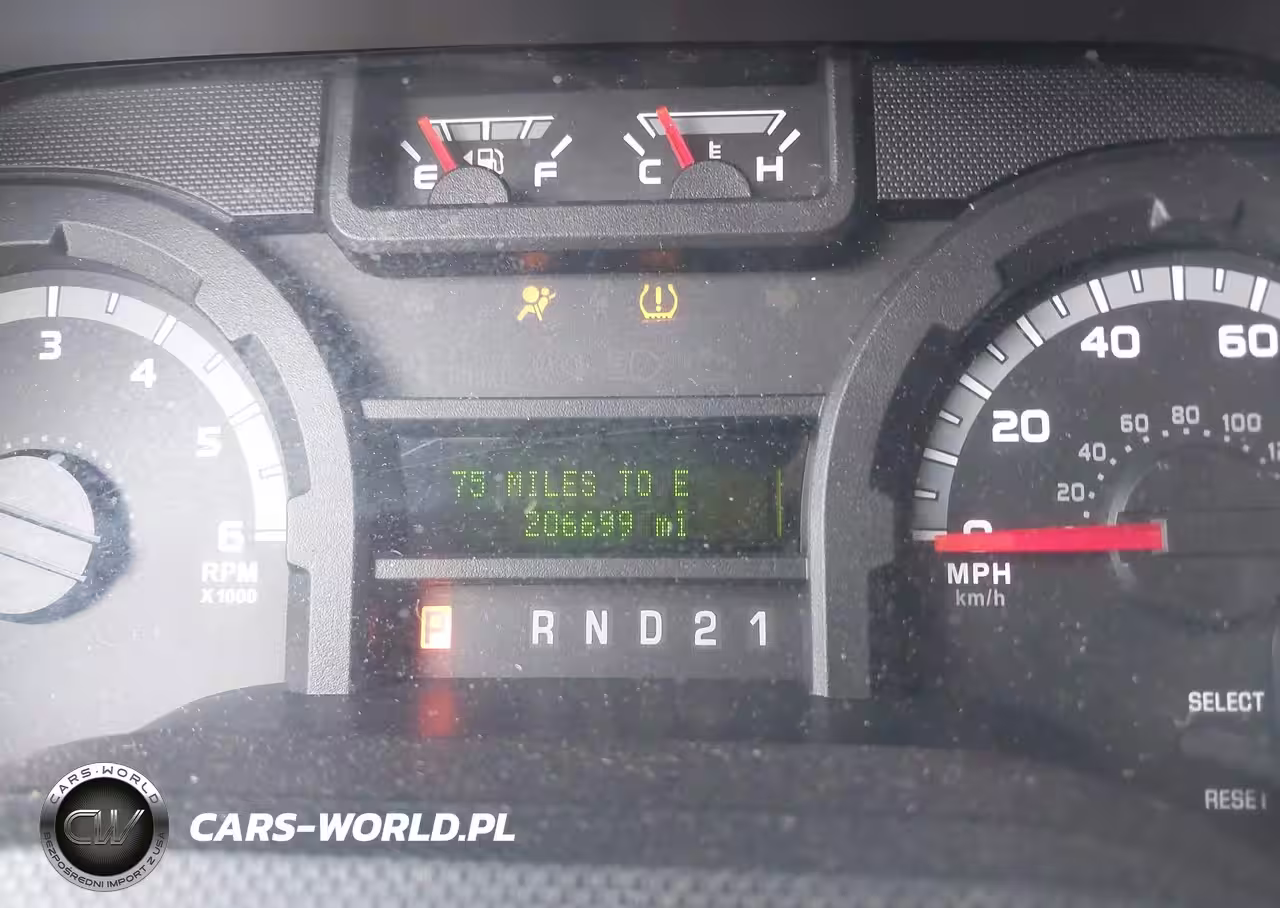 E F
C H
3
4
5
6
RPM
X1000
75 MILES TO E
206699 mi
P R N D 2 1
0
20
40
60
20
40
60
80
100
MPH
km/h
SELECT
RESET
CARS-WORLD
CW
BEZPOŚREDNI IMPORT Z USA
CARS-WORLD.PL